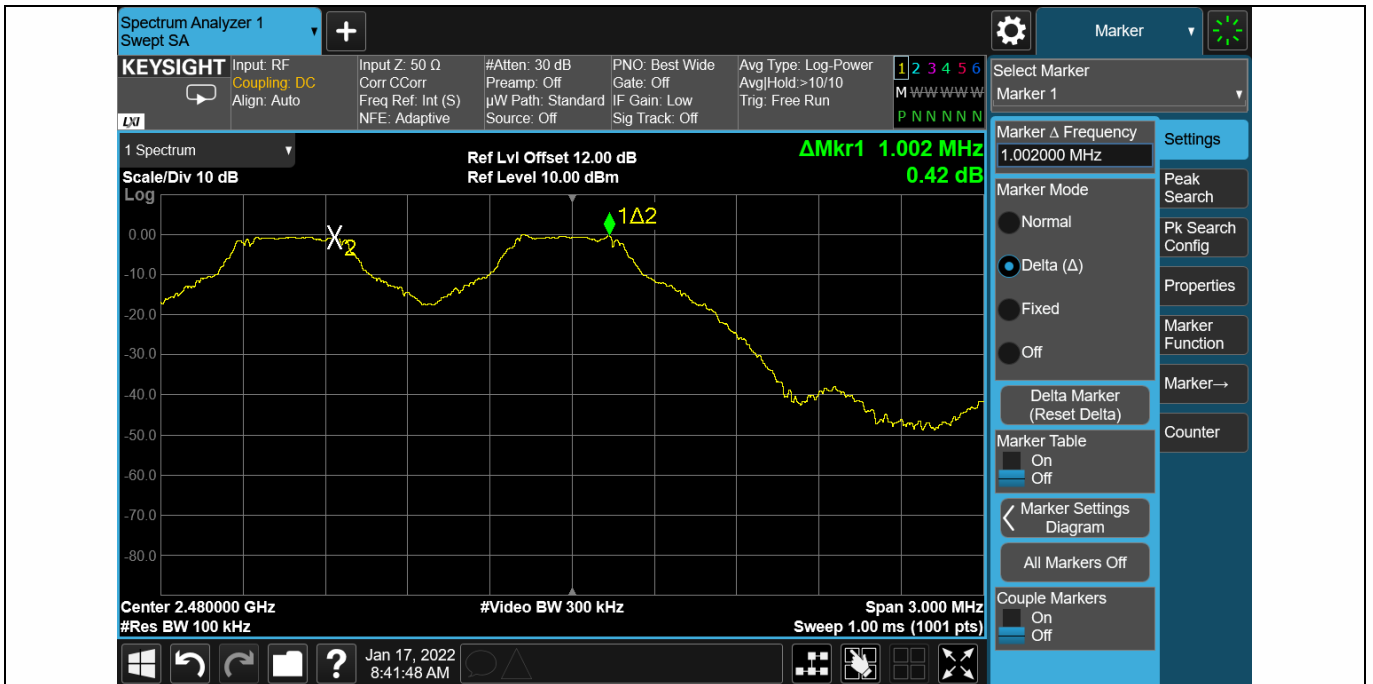 Spectrum Analyzer 1
Swept SA
Marker
KEYSIGHT
LXI
Input: RF
Coupling: DC
Align: Auto
Input Z: 50 Ω
Corr CCorr
Freq Ref: Int (S)
NFE: Adaptive
#Atten: 30 dB
Preamp: Off
µW Path: Standard
Source: Off
PNO: Best Wide
Gate: Off
IF Gain: Low
Sig Track: Off
Avg Type: Log-Power
Avg|Hold:>10/10
Trig: Free Run
1 2 3 4 5 6
M W W W W W
P N N N N N
1 Spectrum
Scale/Div 10 dB
Log
Ref Lvl Offset 12.00 dB
Ref Level 10.00 dBm
ΔMkr1 1.002 MHz
0.42 dB
0.00
-10.0
-20.0
-30.0
-40.0
-50.0
-60.0
-70.0
-80.0
2
1Δ2
Center 2.480000 GHz
#Res BW 100 kHz
#Video BW 300 kHz
Span 3.000 MHz
Sweep 1.00 ms (1001 pts)
Select Marker
Marker 1
Marker Δ Frequency
1.002000 MHz
Marker Mode
Normal
Delta (Δ)
Fixed
Off
Delta Marker
(Reset Delta)
Marker Table
On
Off
Marker Settings
Diagram
All Markers Off
Couple Markers
On
Off
Settings
Peak
Search
Pk Search
Config
Properties
Marker
Function
Marker→
Counter
?
Jan 17, 2022
8:41:48 AM